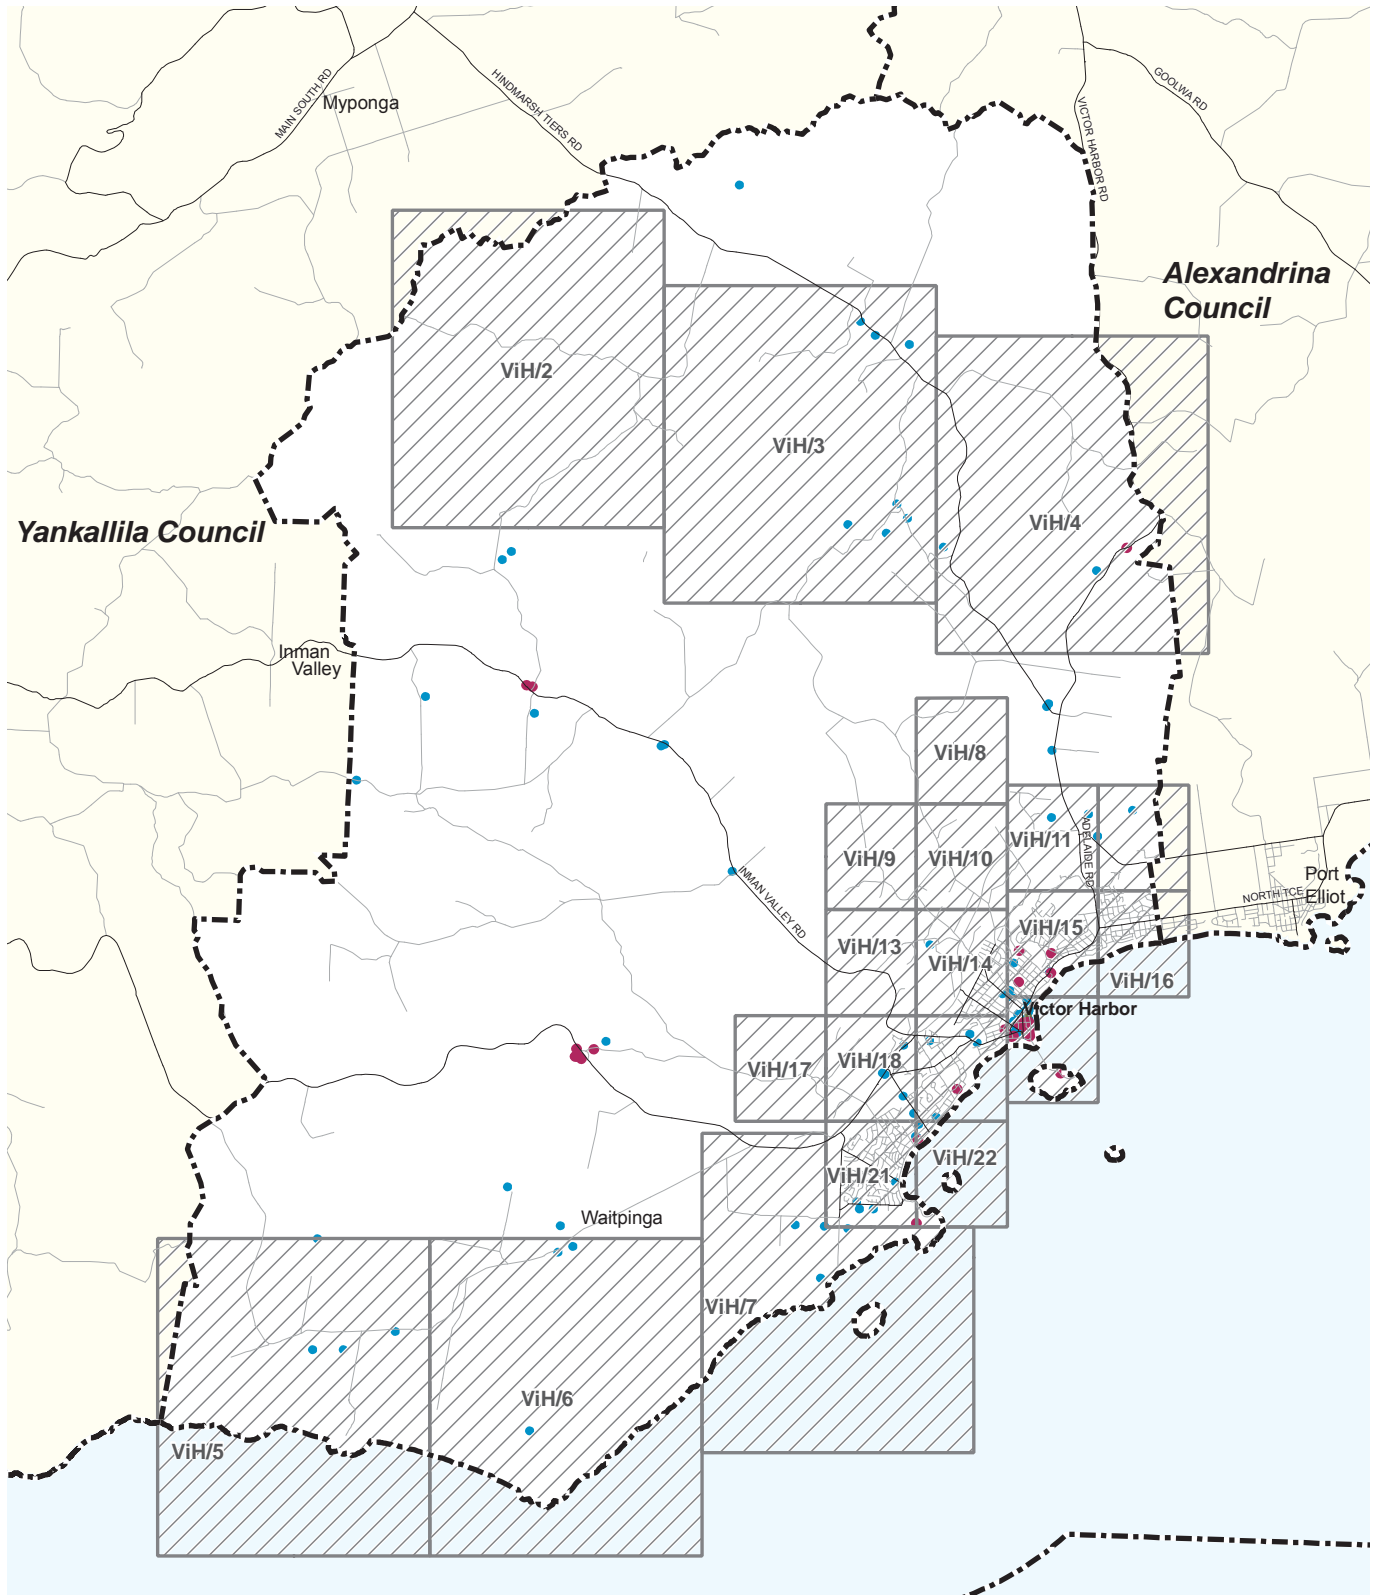 MAIN SOUTH RD
Myponga
HINDMARSH TIERS RD
VICTOR HARBOR RD
GOOLWA RD
Alexandrina
Council
ViH/2
ViH/3
ViH/4
Yankallila Council
Inman
Valley
ViH/8
ViH/9
ViH/10
ViH/11
ADELAIDE RD
INMAN VALLEY RD
Port
Elliot
NORTH TCE
ViH/13
ViH/14
ViH/15
ViH/16
Victor Harbor
ViH/17
ViH/18
ViH/21
ViH/22
Waitpinga
ViH/7
ViH/6
ViH/5